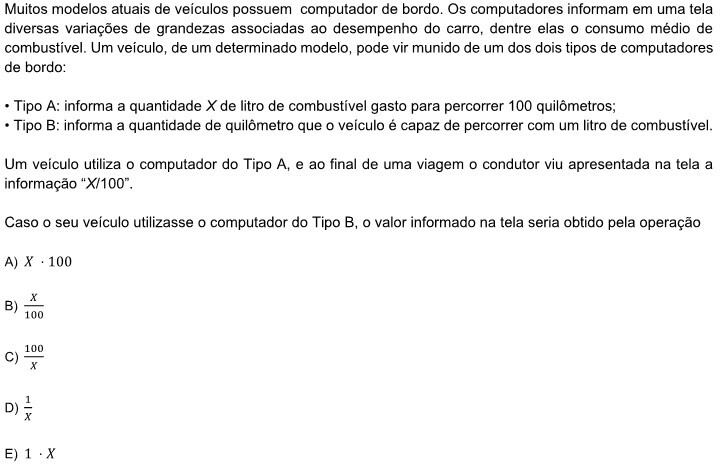 Muitos modelos atuais de veículos possuem computador de bordo. Os computadores informam em uma tela
diversas variações de grandezas associadas ao desempenho do carro, dentre elas o consumo médio de
combustível. Um veículo, de um determinado modelo, pode vir munido de um dos dois tipos de computadores
de bordo:
• Tipo A: informa a quantidade X de litro de combustível gasto para percorrer 100 quilômetros;
• Tipo B: informa a quantidade de quilômetro que o veículo é capaz de percorrer com um litro de combustível.
Um veículo utiliza o computador do Tipo A, e ao final de uma viagem o condutor viu apresentada na tela a
informação “X/100”.
Caso o seu veículo utilizasse o computador do Tipo B, o valor informado na tela seria obtido pela operação
A) X · 100
B) X/100
C) 100/X
D) 1/X
E) 1 · X